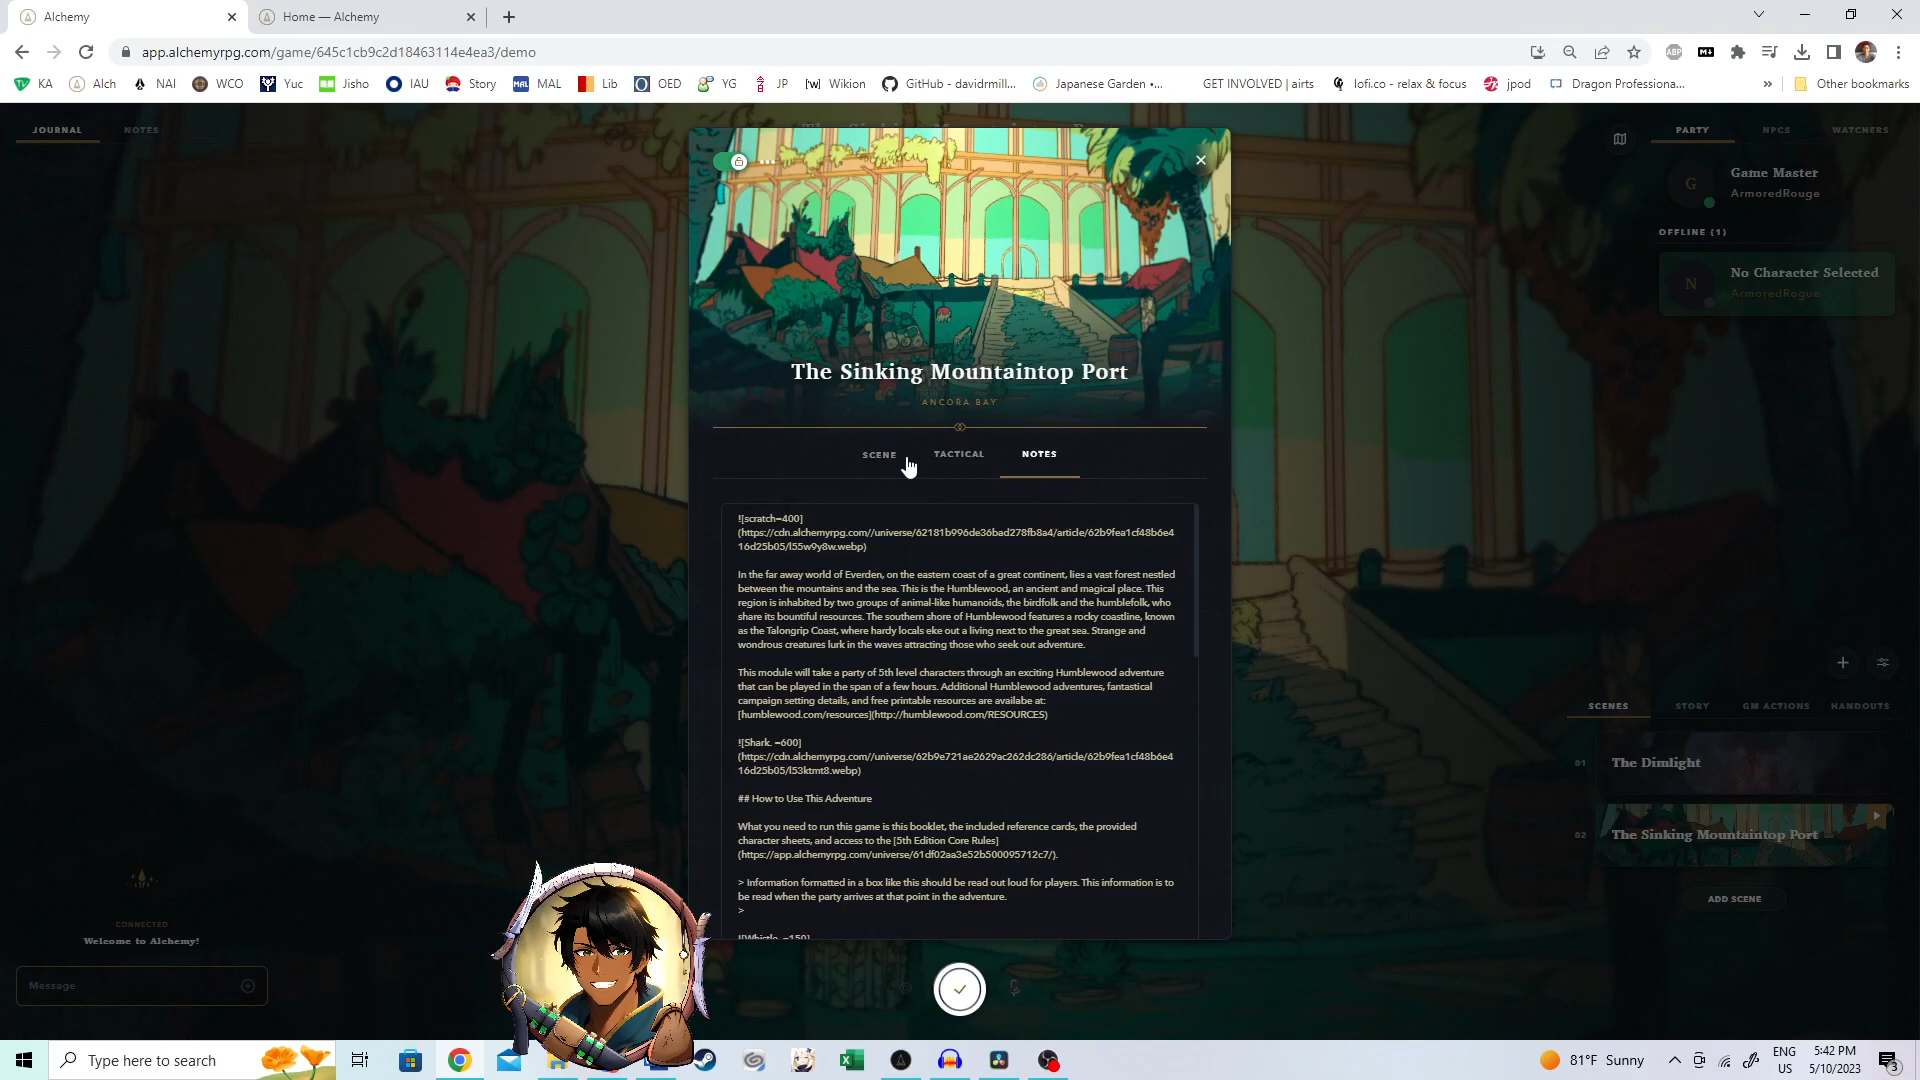 Alchemy
Home — Alchemy
app.alchemyrpg.com/game/645c1cb9c2d18463114e4ea3/demo
KA
Alch
NAI
WCO
Yuc
Jisho
IAU
Story
MAL
Lib
OED
YG
JP
Wikion
GitHub - davidrmill...
Japanese Garden •...
GET INVOLVED | airts
lofi.co - relax & focus
jpod
Dragon Professiona...
Other bookmarks
JOURNAL
NOTES
PARTY
NPCS
WATCHERS
G
Game Master
ArmoredRouge
OFFLINE (1)
N
No Character Selected
ArmoredRogue
The Sinking Mountaintop Port
ANCORA BAY
SCENE
TACTICAL
NOTES
![scratch=400]
(https://cdn.alchemyrpg.com//universe/62181b996de36bad278fb8a4/article/62b9fea1cf48b6e4
16d25b05/l55w9y8w.webp)
In the far away world of Everden, on the eastern coast of a great continent, lies a vast forest nestled
between the mountains and the sea. This is the Humblewood, an ancient and magical place. This
region is inhabited by two groups of animal-like humanoids, the birdfolk and the humblefolk, who
share its bountiful resources. The southern shore of Humblewood features a rocky coastline, known
as the Talongrip Coast, where hardy locals eke out a living next to the great sea. Strange and
wondrous creatures lurk in the waves attracting those who seek out adventure.
This module will take a party of 5th level characters through an exciting Humblewood adventure
that can be played in the span of a few hours. Additional Humblewood adventures, fantastical
campaign setting details, and free printable resources are availabe at:
[humblewood.com/resources](http://humblewood.com/RESOURCES)
![Shark. =600]
(https://cdn.alchemyrpg.com//universe/62b9e721ae2629ac262dc286/article/62b9fea1cf48b6e4
16d25b05/l53ktmt8.webp)
## How to Use This Adventure
What you need to run this game is this booklet, the included reference cards, the provided
character sheets, and access to the [5th Edition Core Rules]
(https://app.alchemyrpg.com/universe/61df02aa3e52b500095712c7/).
> Information formatted in a box like this should be read out loud for players. This information is to
be read when the party arrives at that point in the adventure.
>
![Whistle. =150]
SCENES
STORY
GM ACTIONS
HANDOUTS
01
The Dimlight
02
The Sinking Mountaintop Port
ADD SCENE
CONNECTED
Welcome to Alchemy!
Message
Type here to search
81°F Sunny
ENG
US
5:42 PM
5/10/2023
3